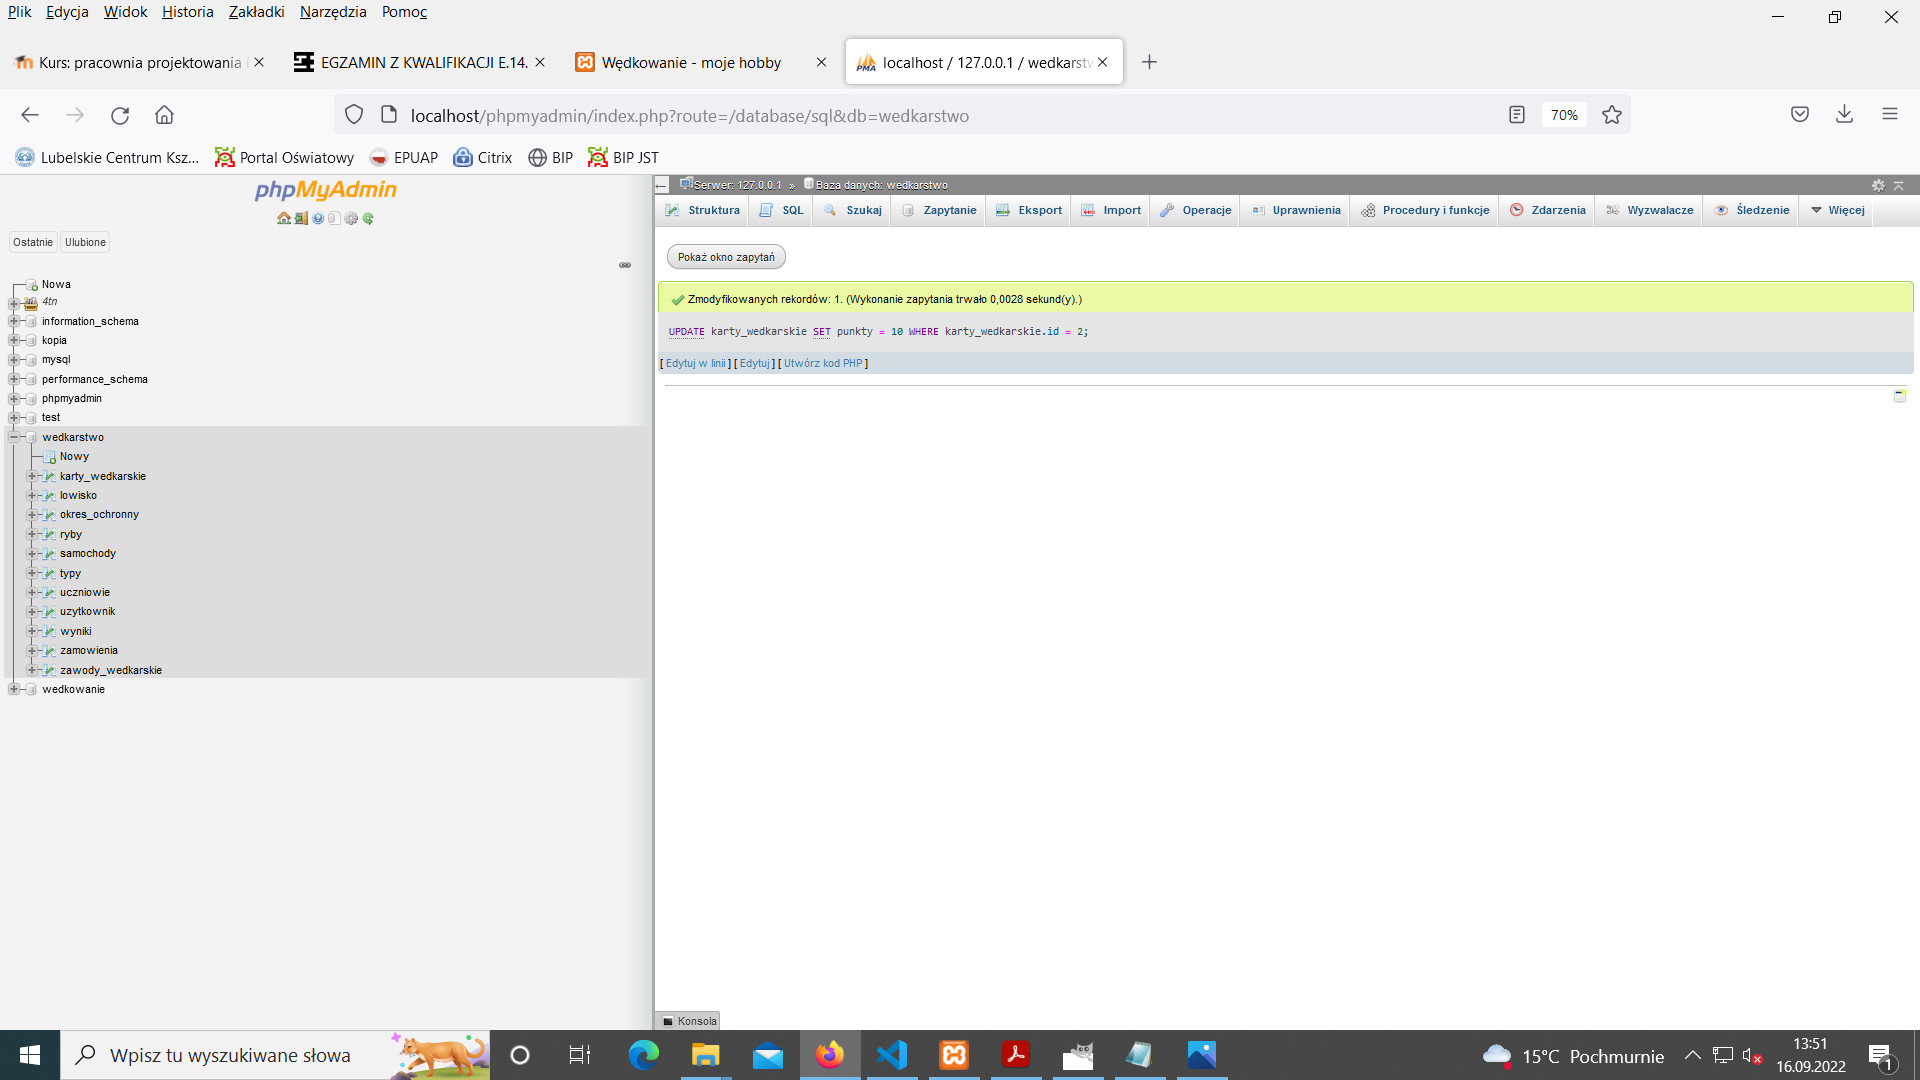 Plik Edycja Widok Historia Zakładki Narzędzia Pomoc
Kurs: pracownia projektowania i
EGZAMIN Z KWALIFIKACJI E.14.
Wędkowanie - moje hobby
localhost / 127.0.0.1 / wedkarstw
localhost/phpmyadmin/index.php?route=/database/sql&db=wedkarstwo
70%
Lubelskie Centrum Ksz... Portal Oświatowy EPUAP Citrix BIP BIP JST
phpMyAdmin
Ostatnie Ulubione
Nowa
4tn
information_schema
kopia
mysql
performance_schema
phpmyadmin
test
wedkarstwo
Nowy
karty_wedkarskie
lowisko
okres_ochronny
ryby
samochody
typy
uczniowie
uzytkownik
wyniki
zamowienia
zawody_wedkarskie
wedkowanie
Serwer: 127.0.0.1 » Baza danych: wedkarstwo
Struktura SQL Szukaj Zapytanie Eksport Import Operacje Uprawnienia Procedury i funkcje Zdarzenia Wyzwalacze Śledzenie Więcej
Pokaż okno zapytań
Zmodyfikowanych rekordów: 1. (Wykonanie zapytania trwało 0,0028 sekund(y).)
UPDATE karty_wedkarskie SET punkty = 10 WHERE karty_wedkarskie.id = 2;
[ Edytuj w linii ] [ Edytuj ] [ Utwórz kod PHP ]
Konsola
Wpisz tu wyszukiwane słowa
15°C Pochmurnie
13:51
16.09.2022
1